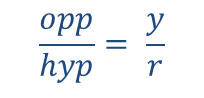 opp/hyp = y/r